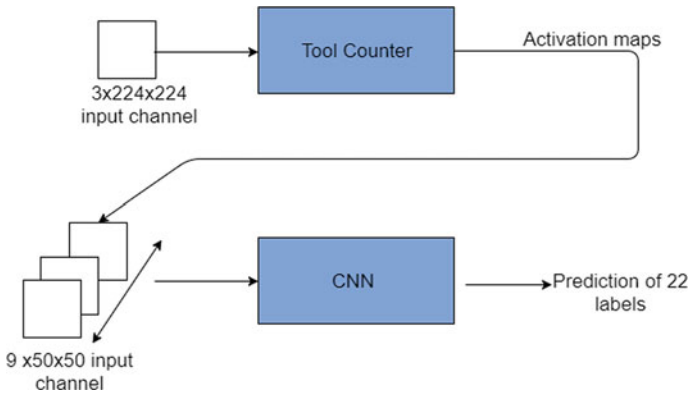 Tool Counter
Activation maps
3x224x224
input channel
CNN
Prediction of 22
labels
9 x50x50 input
channel